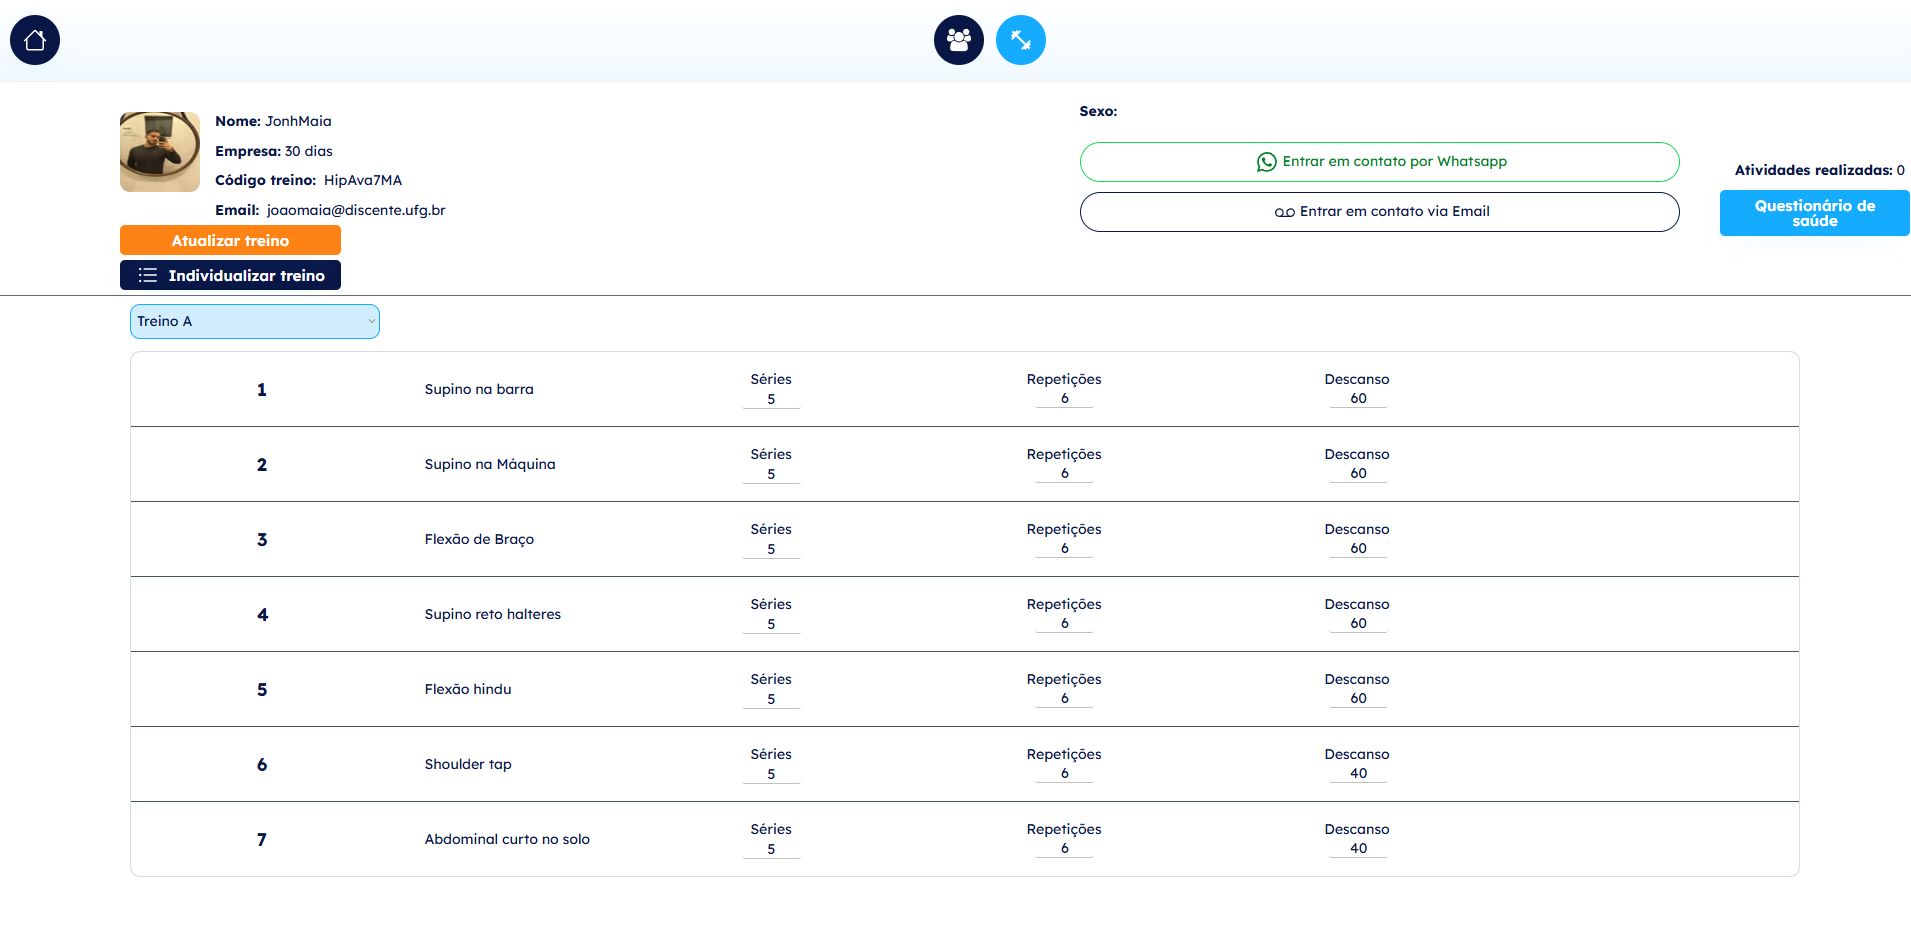 Nome: JonhMaia
Empresa: 30 dias
Código treino: HipAva7MA
Email: joaomaia@discente.ufg.br
Atualizar treino
Individualizar treino
Sexo:
Entrar em contato por Whatsapp
Entrar em contato via Email
Atividades realizadas: 0
Questionário de
saúde
Treino A
1 Supino na barra Séries 5 Repetições 6 Descanso 60
2 Supino na Máquina Séries 5 Repetições 6 Descanso 60
3 Flexão de Braço Séries 5 Repetições 6 Descanso 60
4 Supino reto halteres Séries 5 Repetições 6 Descanso 60
5 Flexão hindu Séries 5 Repetições 6 Descanso 60
6 Shoulder tap Séries 5 Repetições 6 Descanso 40
7 Abdominal curto no solo Séries 5 Repetições 6 Descanso 40